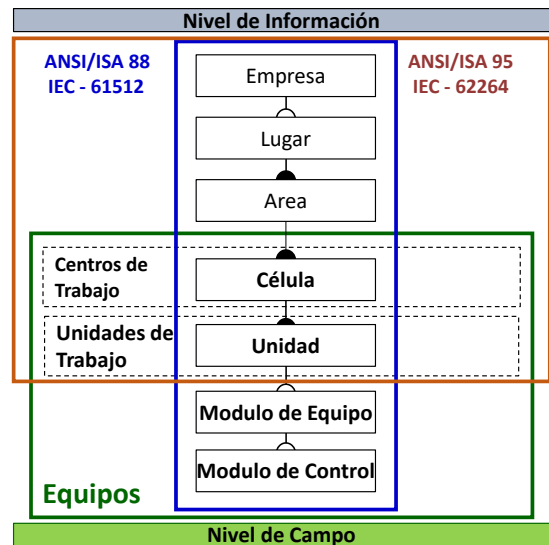 Nivel de Información
ANSI/ISA 88
IEC - 61512
ANSI/ISA 95
IEC - 62264
Empresa
Lugar
Area
Centros de
Trabajo
Célula
Unidades de
Trabajo
Unidad
Modulo de Equipo
Modulo de Control
Equipos
Nivel de Campo